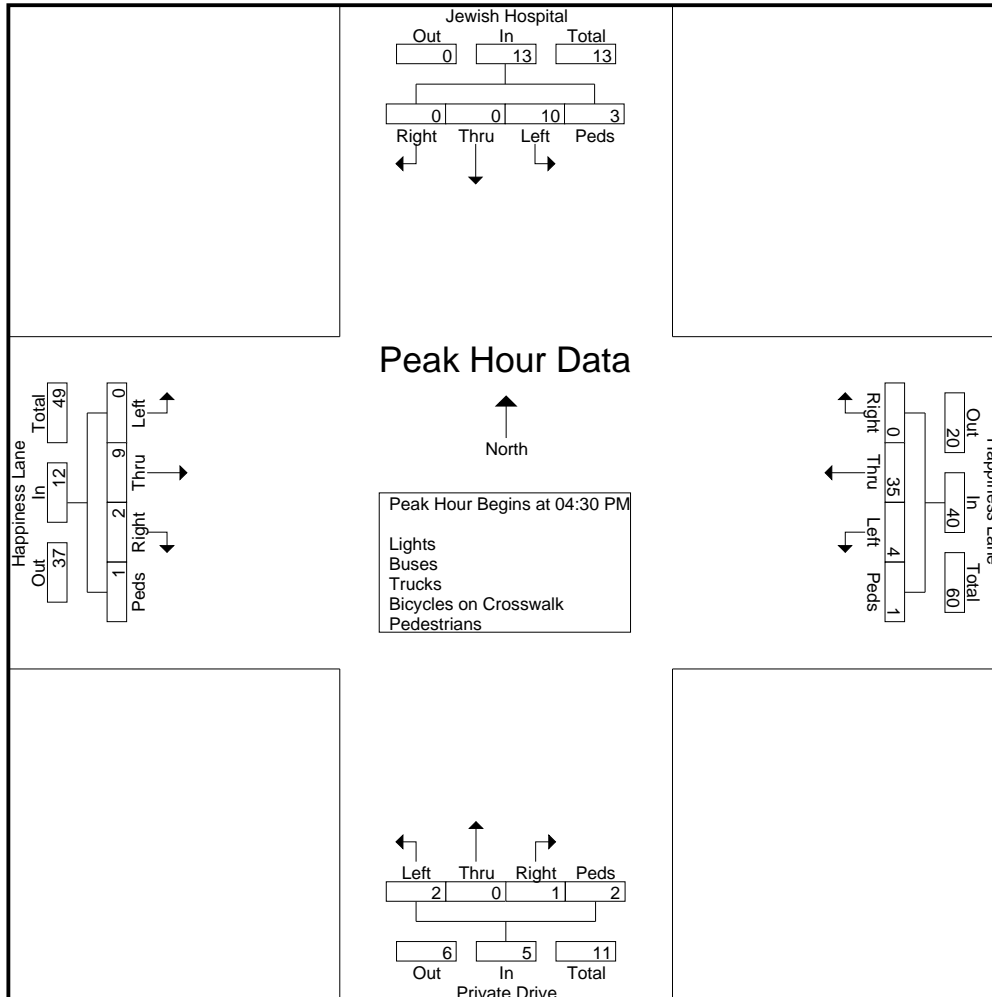 Jewish Hospital
Out In Total
0 13 13
0 0 10 3
Right Thru Left Peds
Peak Hour Data
North
Peak Hour Begins at 04:30 PM
Lights
Buses
Trucks
Bicycles on Crosswalk
Pedestrians
Happiness Lane
Total In Out
49 12 37
0 9 2 1
Left Thru Right Peds
Happiness Lane
Out In Total
20 40 60
0 35 4 1
Right Thru Left Peds
Left Thru Right Peds
2 0 1 2
6 5 11
Out In Total
Private Drive